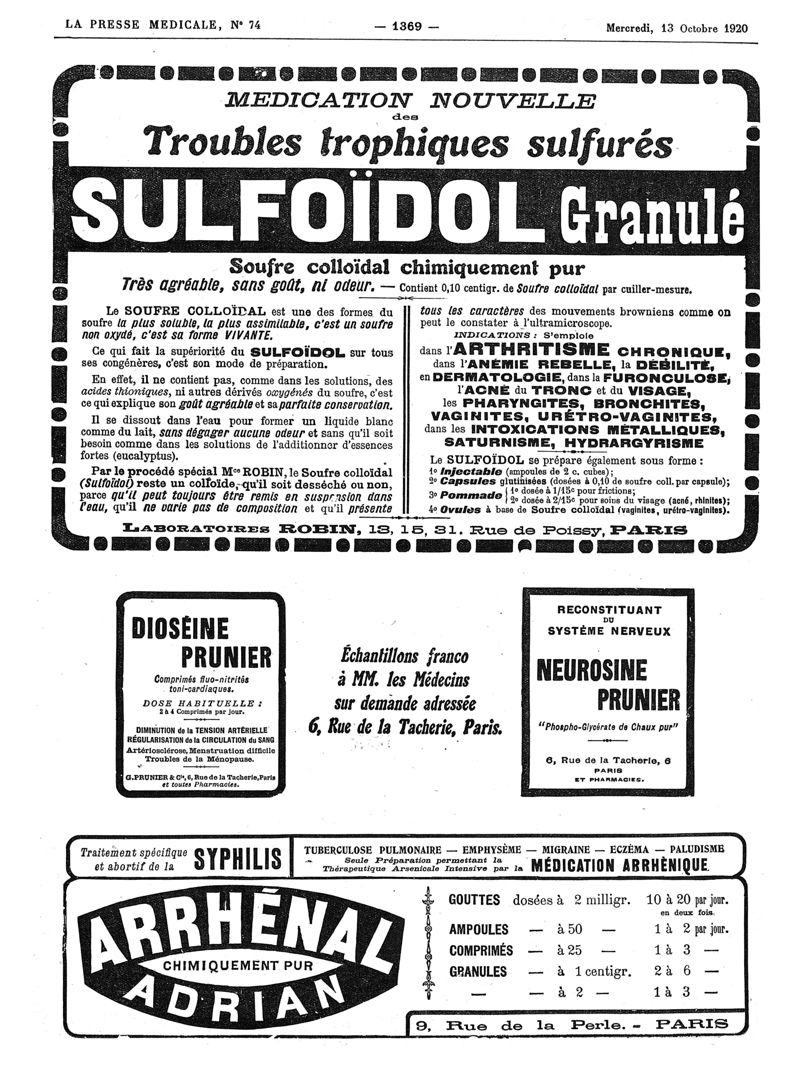 LA PRESSE MEDICALE, N° 74
— 1369 —
Mercredi, 13 Octobre 1920
MEDICATION NOUVELLE
des
Troubles trophiques sulfurés
SULFOÏDOL Granulé
Soufre colloïdal chimiquement pur
Très agréable, sans goût, ni odeur. — Contient 0,10 centigr. de Soufre colloïdal par cuiller-mesure.
Le SOUFRE COLLOÏDAL est une des formes du
soufre la plus soluble, la plus assimilable, c'est un soufre
non oxydé, c'est sa forme VIVANTE.
Ce qui fait la supériorité du SULFOÏDOL sur tous
ses congénères, c'est son mode de préparation.
En effet, il ne contient pas, comme dans les solutions, des
acides thioniques, ni autres dérivés oxygénés du soufre, c'est
ce qui explique son goût agréable et sa parfaite conservation.
Il se dissout dans l'eau pour former un liquide blanc
comme du lait, sans dégager aucune odeur et sans qu'il soit
besoin comme dans les solutions de l'additionner d'essences
fortes (eucalyptus).
Par le procédé spécial Mce ROBIN, le Soufre colloïdal
(Sulfoïdol) reste un colloïde, qu'il soit desséché ou non,
parce qu'il peut toujours être remis en suspension dans
l'eau, qu'il ne varie pas de composition et qu'il présente
tous les caractères des mouvements browniens comme on
peut le constater à l'ultramicroscope.
INDICATIONS : S'emploie
dans l'ARTHRITISME CHRONIQUE,
dans l'ANÉMIE REBELLE, la DÉBILITÉ,
en DERMATOLOGIE, dans la FURONCULOSE,
l'ACNÉ du TRONC et du VISAGE,
les PHARYNGITES, BRONCHITES,
VAGINITES, URÉTRO-VAGINITES,
dans les INTOXICATIONS MÉTALLIQUES,
SATURNISME, HYDRARGYRISME
Le SULFOÏDOL se prépare également sous forme :
1° Injectable (ampoules de 2 c. cubes);
2° Capsules glutinisées (dosées à 0,10 de soufre coll. par capsule);
3° Pommade { 1° dosée à 1/15e pour frictions;
2° dosée à 2/15e pour soins du visage (acné, rhinites);
4° Ovules à base de Soufre colloïdal (vaginites, urétro-vaginites).
LABORATOIRES ROBIN, 13, 15, 31. Rue de Poissy, PARIS
DIOSÉINE
PRUNIER
Comprimés fluo-nitrités
toni-cardiaques.
DOSE HABITUELLE :
2 à 4 Comprimés par jour.
DIMINUTION de la TENSION ARTÉRIELLE
RÉGULARISATION de la CIRCULATION du SANG
Artériosclérose, Menstruation difficile
Troubles de la Ménopause.
G. PRUNIER & Cie, 6, Rue de la Tacherie, Paris
et toutes Pharmacies.
Échantillons franco
à MM. les Médecins
sur demande adressée
6, Rue de la Tacherie, Paris.
RECONSTITUANT
DU
SYSTÈME NERVEUX
NEUROSINE
PRUNIER
"Phospho-Glycérate de Chaux pur"
6, Rue de la Tacherie, 6
PARIS
ET PHARMACIES.
Traitement spécifique
et abortif de la SYPHILIS
TUBERCULOSE PULMONAIRE — EMPHYSÈME — MIGRAINE — ECZÉMA — PALUDISME
Seule Préparation permettant la
Thérapeutique Arsenicale Intensive par la MÉDICATION ARRHÈNIQUE.
ARRHÉNAL
CHIMIQUEMENT PUR
ADRIAN
GOUTTES dosées à 2 milligr. 10 à 20 par jour.
en deux fois.
AMPOULES — à 50 — 1 à 2 par jour.
COMPRIMÉS — à 25 — 1 à 3 —
GRANULES — à 1 centigr. 2 à 6 —
— — à 2 — 1 à 3 —
9, Rue de la Perle. - PARIS